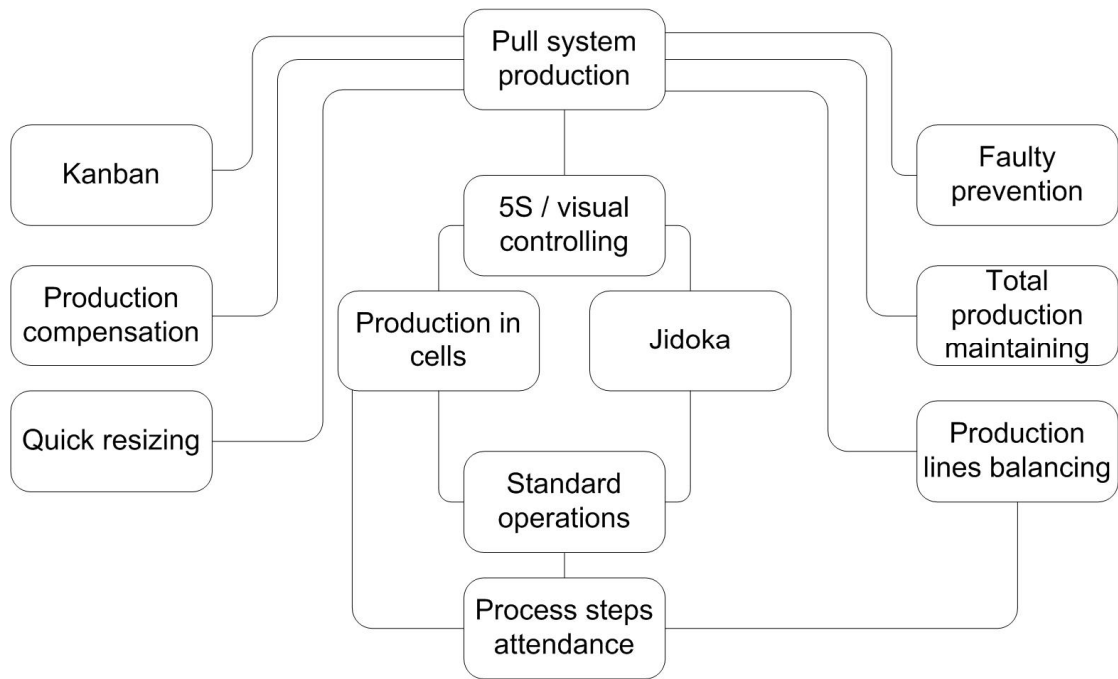 Pull system
production
Kanban
Faulty
prevention
5S / visual
controlling
Production
compensation
Production in
cells
Jidoka
Total
production
maintaining
Quick resizing
Production
lines balancing
Standard
operations
Process steps
attendance